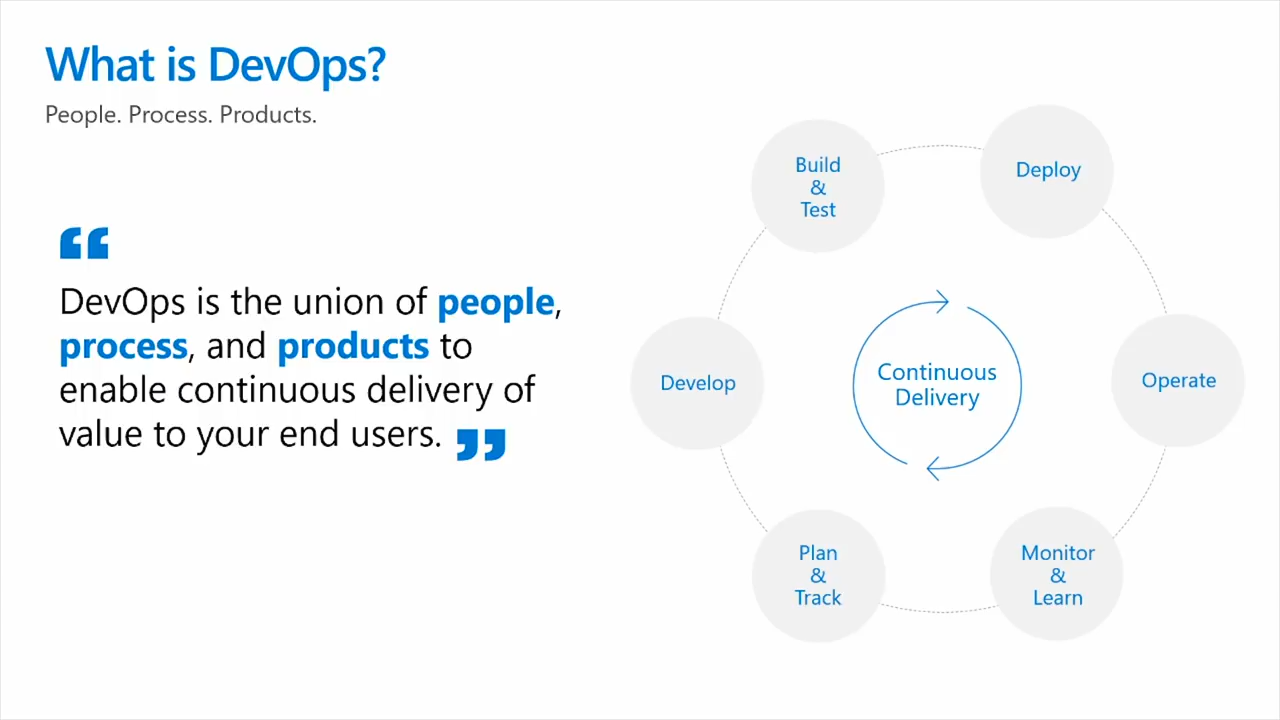 What is DevOps?
People. Process. Products.
“
DevOps is the union of people,
process, and products to
enable continuous delivery of
value to your end users. ”
Build
&
Test
Deploy
Develop
Continuous
Delivery
Operate
Plan
&
Track
Monitor
&
Learn